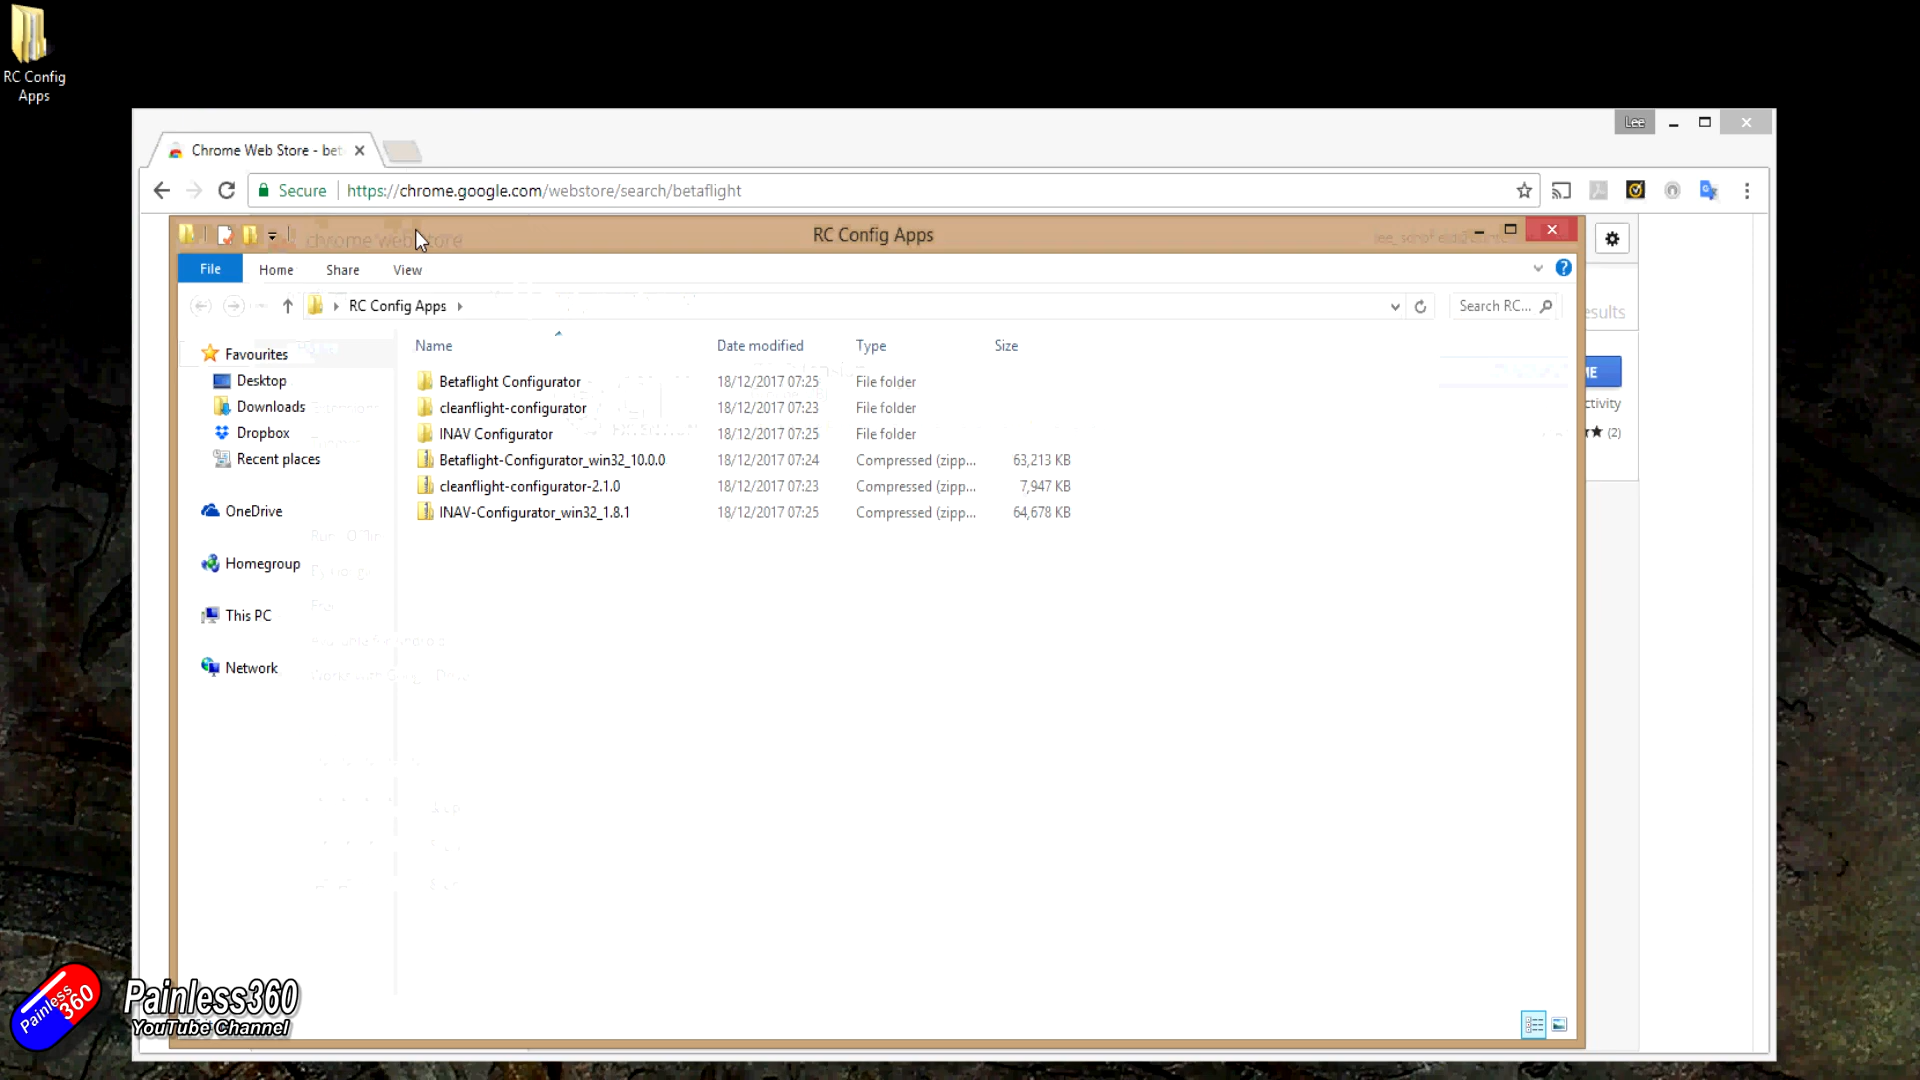 RC Config
Apps
Lee
Chrome Web Store - bet
Secure
https://chrome.google.com/webstore/search/betaflight
chrome web store
RC Config Apps
File
Home
Share
View
RC Config Apps
Search RC...
esults
Name
Date modified
Type
Size
Favourites
Desktop
Downloads
Dropbox
Recent places
OneDrive
Homegroup
This PC
Network
Betaflight Configurator 18/12/2017 07:25 File folder
cleanflight-configurator 18/12/2017 07:23 File folder
INAV Configurator 18/12/2017 07:25 File folder
Betaflight-Configurator_win32_10.0.0 18/12/2017 07:24 Compressed (zipp... 63,213 KB
cleanflight-configurator-2.1.0 18/12/2017 07:23 Compressed (zipp... 7,947 KB
INAV-Configurator_win32_1.8.1 18/12/2017 07:25 Compressed (zipp... 64,678 KB
ME
ctivity
(2)
Painless
360
Painless360
YouTube Channel